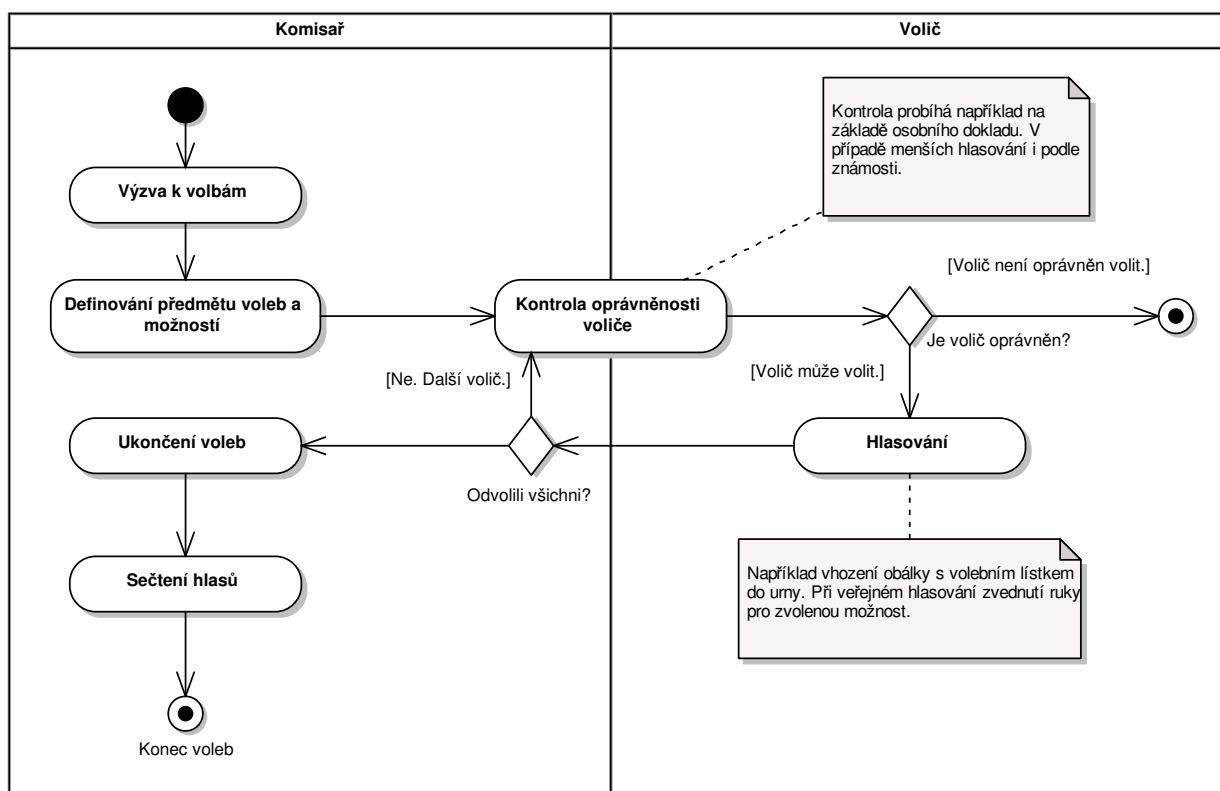 Komisař
Volič
Kontrola probíhá například na
základě osobního dokladu. V
případě menších hlasování i podle
známosti.
Výzva k volbám
[Volič není oprávněn volit.]
Definování předmětu voleb a
možností
Kontrola oprávněnosti
voliče
Je volič oprávněn?
[Ne. Další volič.]
[Volič může volit.]
Ukončení voleb
Hlasování
Odvolili všichni?
Sečtení hlasů
Například vhození obálky s volebním lístkem
do urny. Při veřejném hlasování zvednutí ruky
pro zvolenou možnost.
Konec voleb